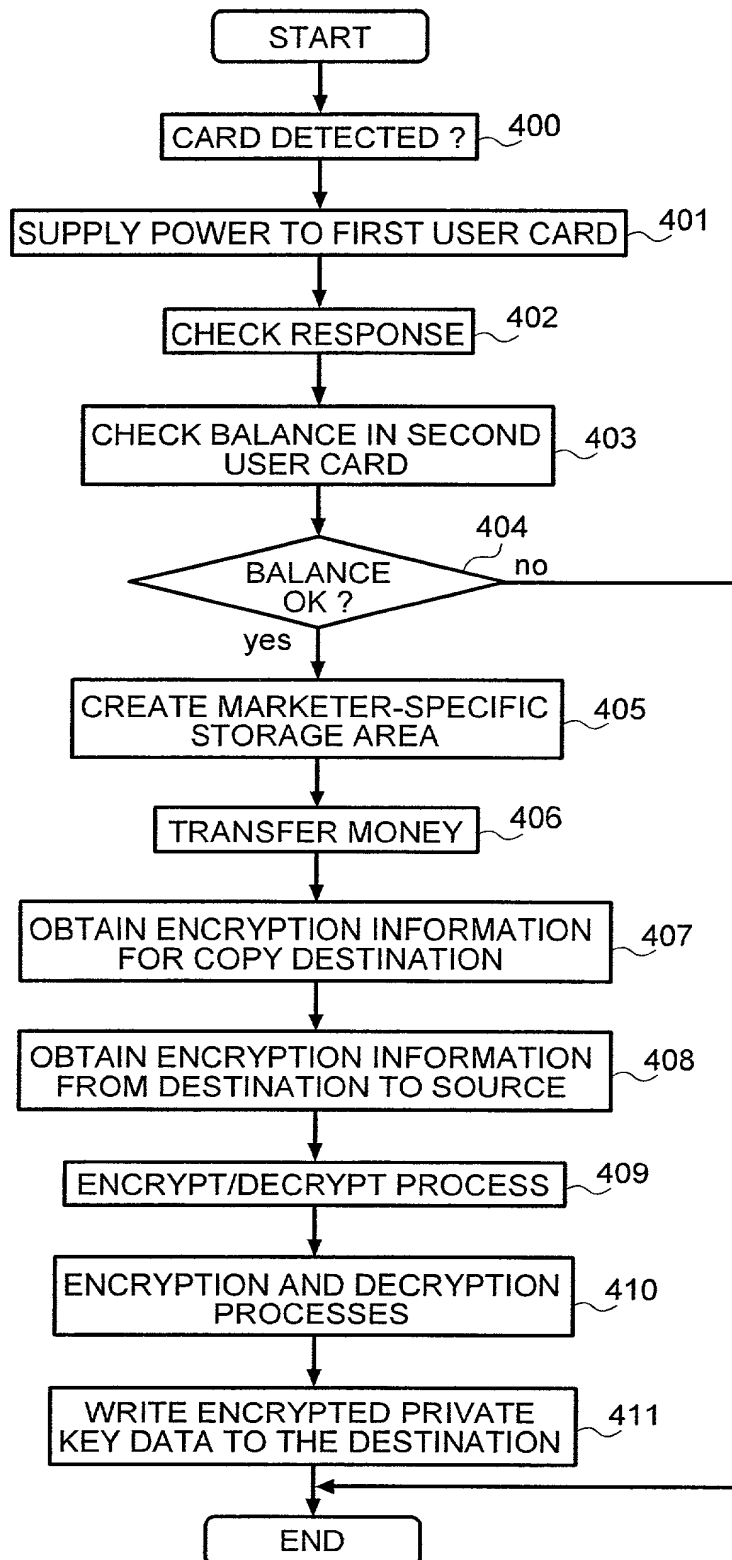 START
CARD DETECTED ?
400
SUPPLY POWER TO FIRST USER CARD
401
CHECK RESPONSE
402
CHECK BALANCE IN SECOND
USER CARD
403
404
BALANCE
OK ?
no
yes
CREATE MARKETER-SPECIFIC
STORAGE AREA
405
TRANSFER MONEY
406
OBTAIN ENCRYPTION INFORMATION
FOR COPY DESTINATION
407
OBTAIN ENCRYPTION INFORMATION
FROM DESTINATION TO SOURCE
408
ENCRYPT/DECRYPT PROCESS
409
ENCRYPTION AND DECRYPTION
PROCESSES
410
WRITE ENCRYPTED PRIVATE
KEY DATA TO THE DESTINATION
411
END